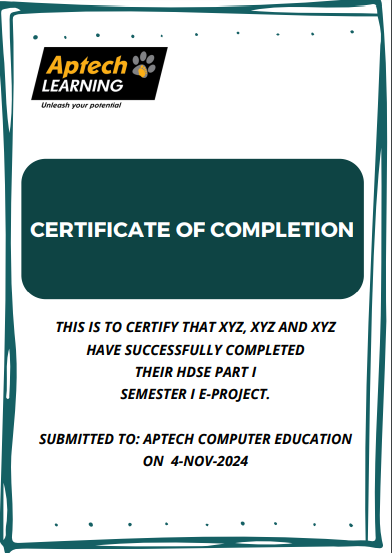 Aptech
LEARNING
Unleash your potential
CERTIFICATE OF COMPLETION
THIS IS TO CERTIFY THAT XYZ, XYZ AND XYZ
HAVE SUCCESSFULLY COMPLETED
THEIR HDSE PART I
SEMESTER I E-PROJECT.
SUBMITTED TO: APTECH COMPUTER EDUCATION
ON 4-NOV-2024